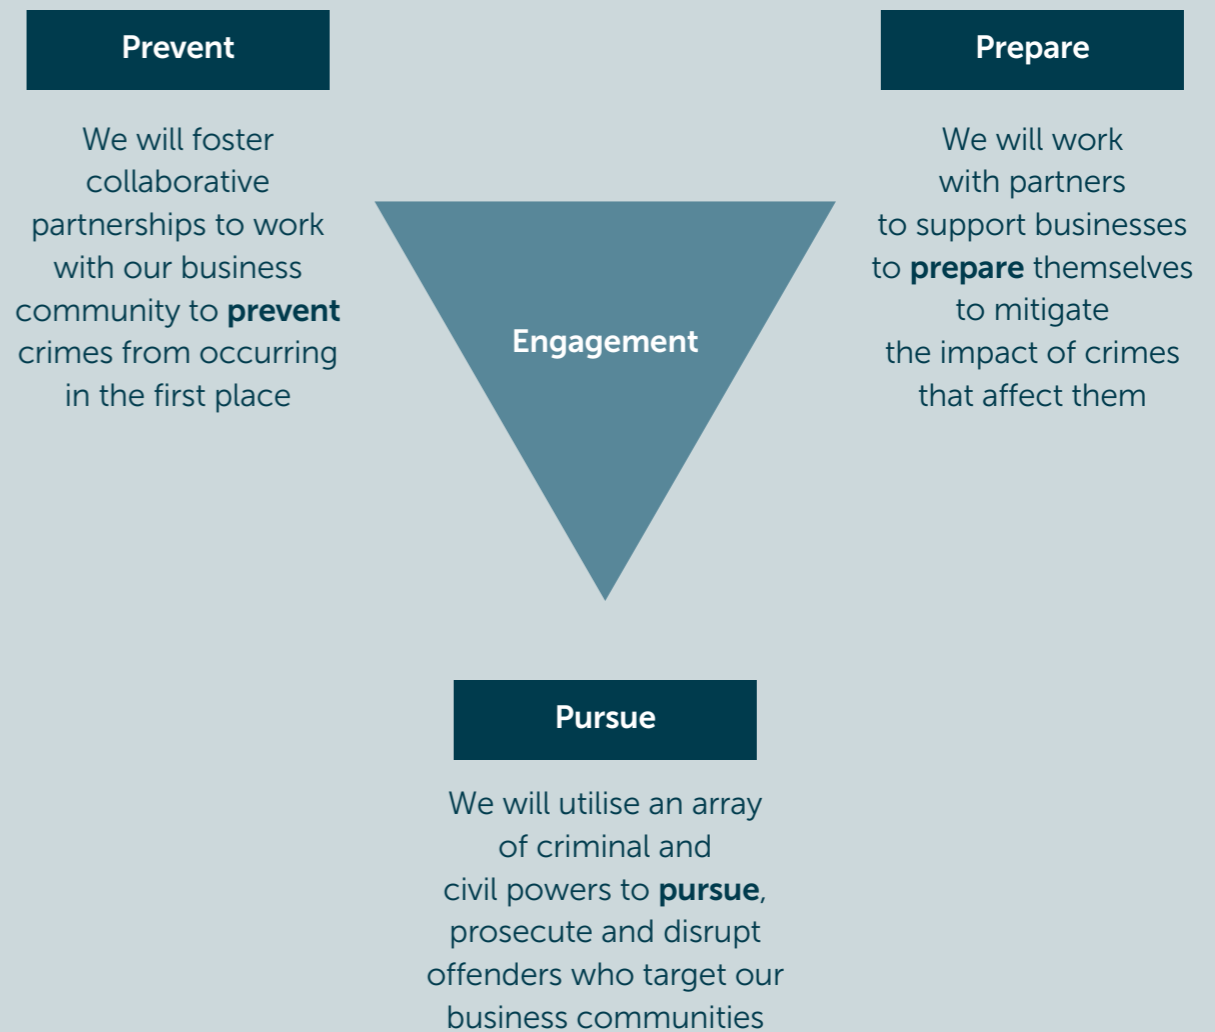 Prevent
We will foster
collaborative
partnerships to work
with our business
community to prevent
crimes from occurring
in the first place
Prepare
We will work
with partners
to support businesses
to prepare themselves
to mitigate
the impact of crimes
that affect them
Engagement
Pursue
We will utilise an array
of criminal and
civil powers to pursue,
prosecute and disrupt
offenders who target our
business communities